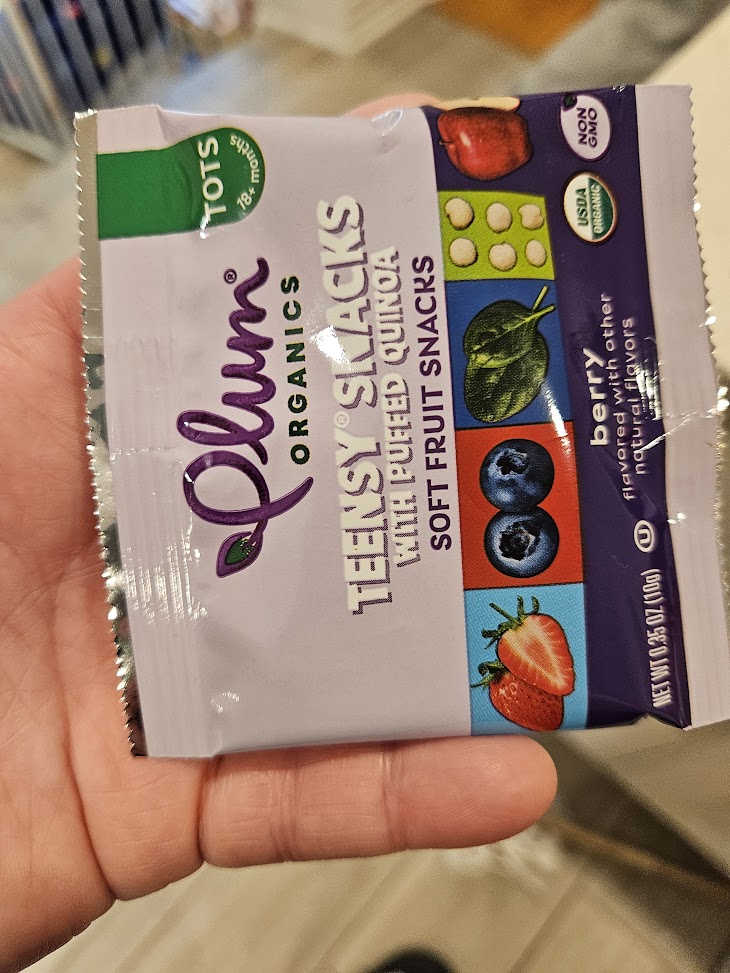 TOTS
18+ months
Plum®
ORGANICS
TEENSY® SNACKS
WITH PUFFED QUINOA
SOFT FRUIT SNACKS
NON
GMO
USDA
ORGANIC
berry
flavored with other
natural flavors
U
NET WT 0.35 OZ (10g)